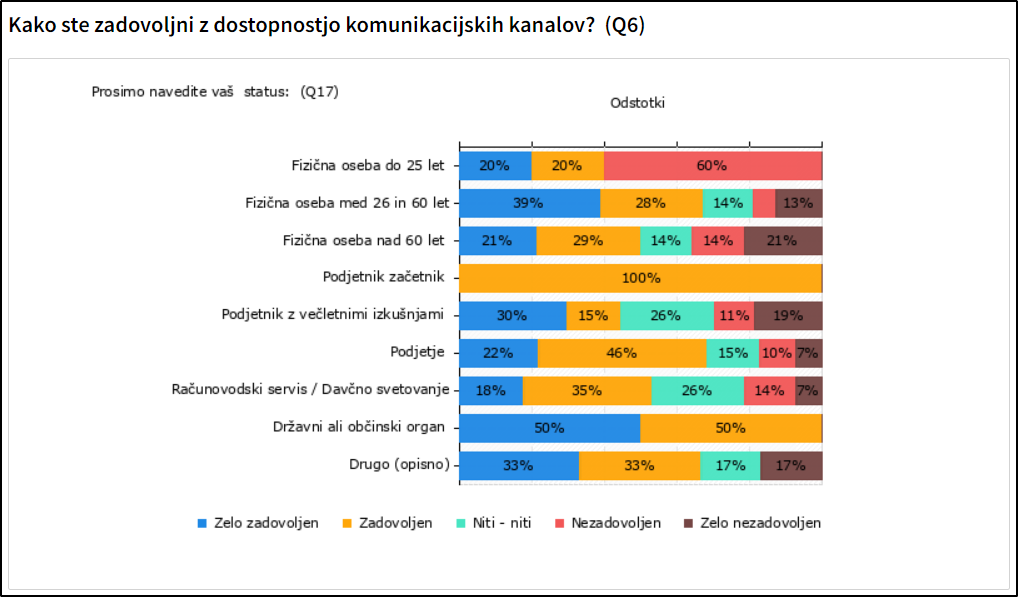 Kako ste zadovoljni z dostopnostjo komunikacijskih kanalov? (Q6)
Prosimo navedite vaš status: (Q17)
Odstotki
Fizična oseba do 25 let 20% 20% 60%
Fizična oseba med 26 in 60 let 39% 28% 14% 13%
Fizična oseba nad 60 let 21% 29% 14% 14% 21%
Podjetnik začetnik 100%
Podjetnik z večletnimi izkušnjami 30% 15% 26% 11% 19%
Podjetje 22% 46% 15% 10% 7%
Računovodski servis / Davčno svetovanje 18% 35% 26% 14% 7%
Državni ali občinski organ 50% 50%
Drugo (opisno) 33% 33% 17% 17%
Zelo zadovoljen Zadovoljen Niti - niti Nezadovoljen Zelo nezadovoljen